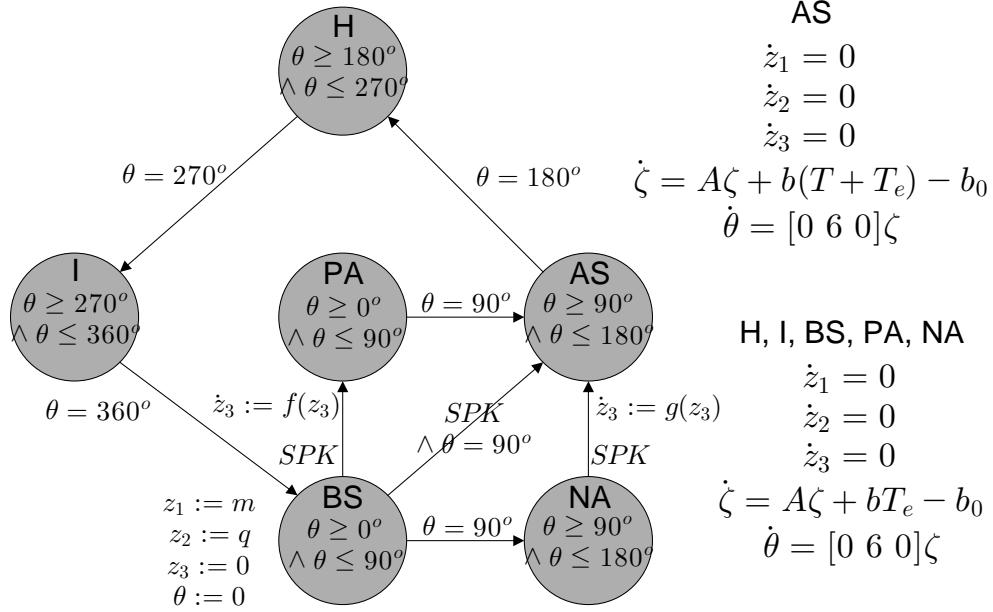 H
θ ≥ 180°
∧ θ ≤ 270°
θ = 270°
θ = 180°
I
θ ≥ 270°
∧ θ ≤ 360°
PA
θ ≥ 0°
∧ θ ≤ 90°
θ = 90°
AS
θ ≥ 90°
∧ θ ≤ 180°
θ = 360°
ż₃ := f(z₃)
SPK
SPK
∧ θ = 90°
ż₃ := g(z₃)
SPK
z₁ := m
z₂ := q
z₃ := 0
θ := 0
BS
θ ≥ 0°
∧ θ ≤ 90°
θ = 90°
NA
θ ≥ 90°
∧ θ ≤ 180°
AS
ż₁ = 0
ż₂ = 0
ż₃ = 0
ζ̇ = Aζ + b(T + Tₑ) − b₀
θ̇ = [0 6 0]ζ
H, I, BS, PA, NA
ż₁ = 0
ż₂ = 0
ż₃ = 0
ζ̇ = Aζ + bTₑ − b₀
θ̇ = [0 6 0]ζ